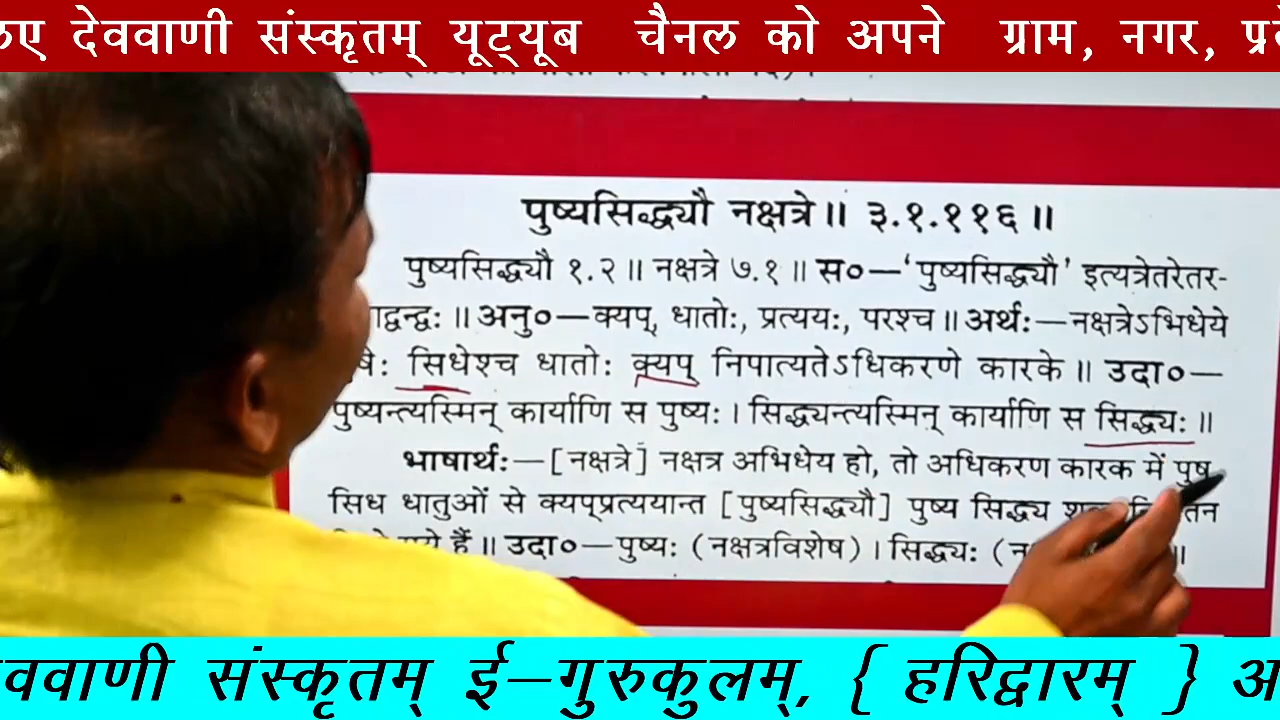 देववाणी संस्कृतम् यूट्यूब चैनल को अपने ग्राम, नगर,
पुष्यसिद्ध्यौ नक्षत्रे ॥ ३.१.११६ ॥
पुष्यसिद्ध्यौ १.२ ॥ नक्षत्रे ७.१ ॥ स०—‘पुष्यसिद्ध्यौ’ इत्यत्रेतरेतर-
अनु०—क्यप्, धातोः, प्रत्ययः, परश्च ॥ अर्थः—नक्षत्रेऽभिधेये
सिधेश्च धातोः क्यप् निपात्यतेऽधिकरणे कारके ॥ उदा०—
पुष्यन्त्यस्मिन् कार्याणि स पुष्यः । सिद्ध्यन्त्यस्मिन् कार्याणि स सिद्ध्यः ॥
भाषार्थः—[नक्षत्रे] नक्षत्र अभिधेय हो, तो अधिकरण कारक में पुष
सिध धातुओं से क्यप्प्रत्ययान्त [पुष्यसिद्ध्यौ] पुष्य सिद्ध्य
हैं ॥ उदा०—पुष्यः (नक्षत्रविशेष) । सिद्ध्यः
संस्कृतम् ई–गुरुकुलम्, { हरिद्वारम् }